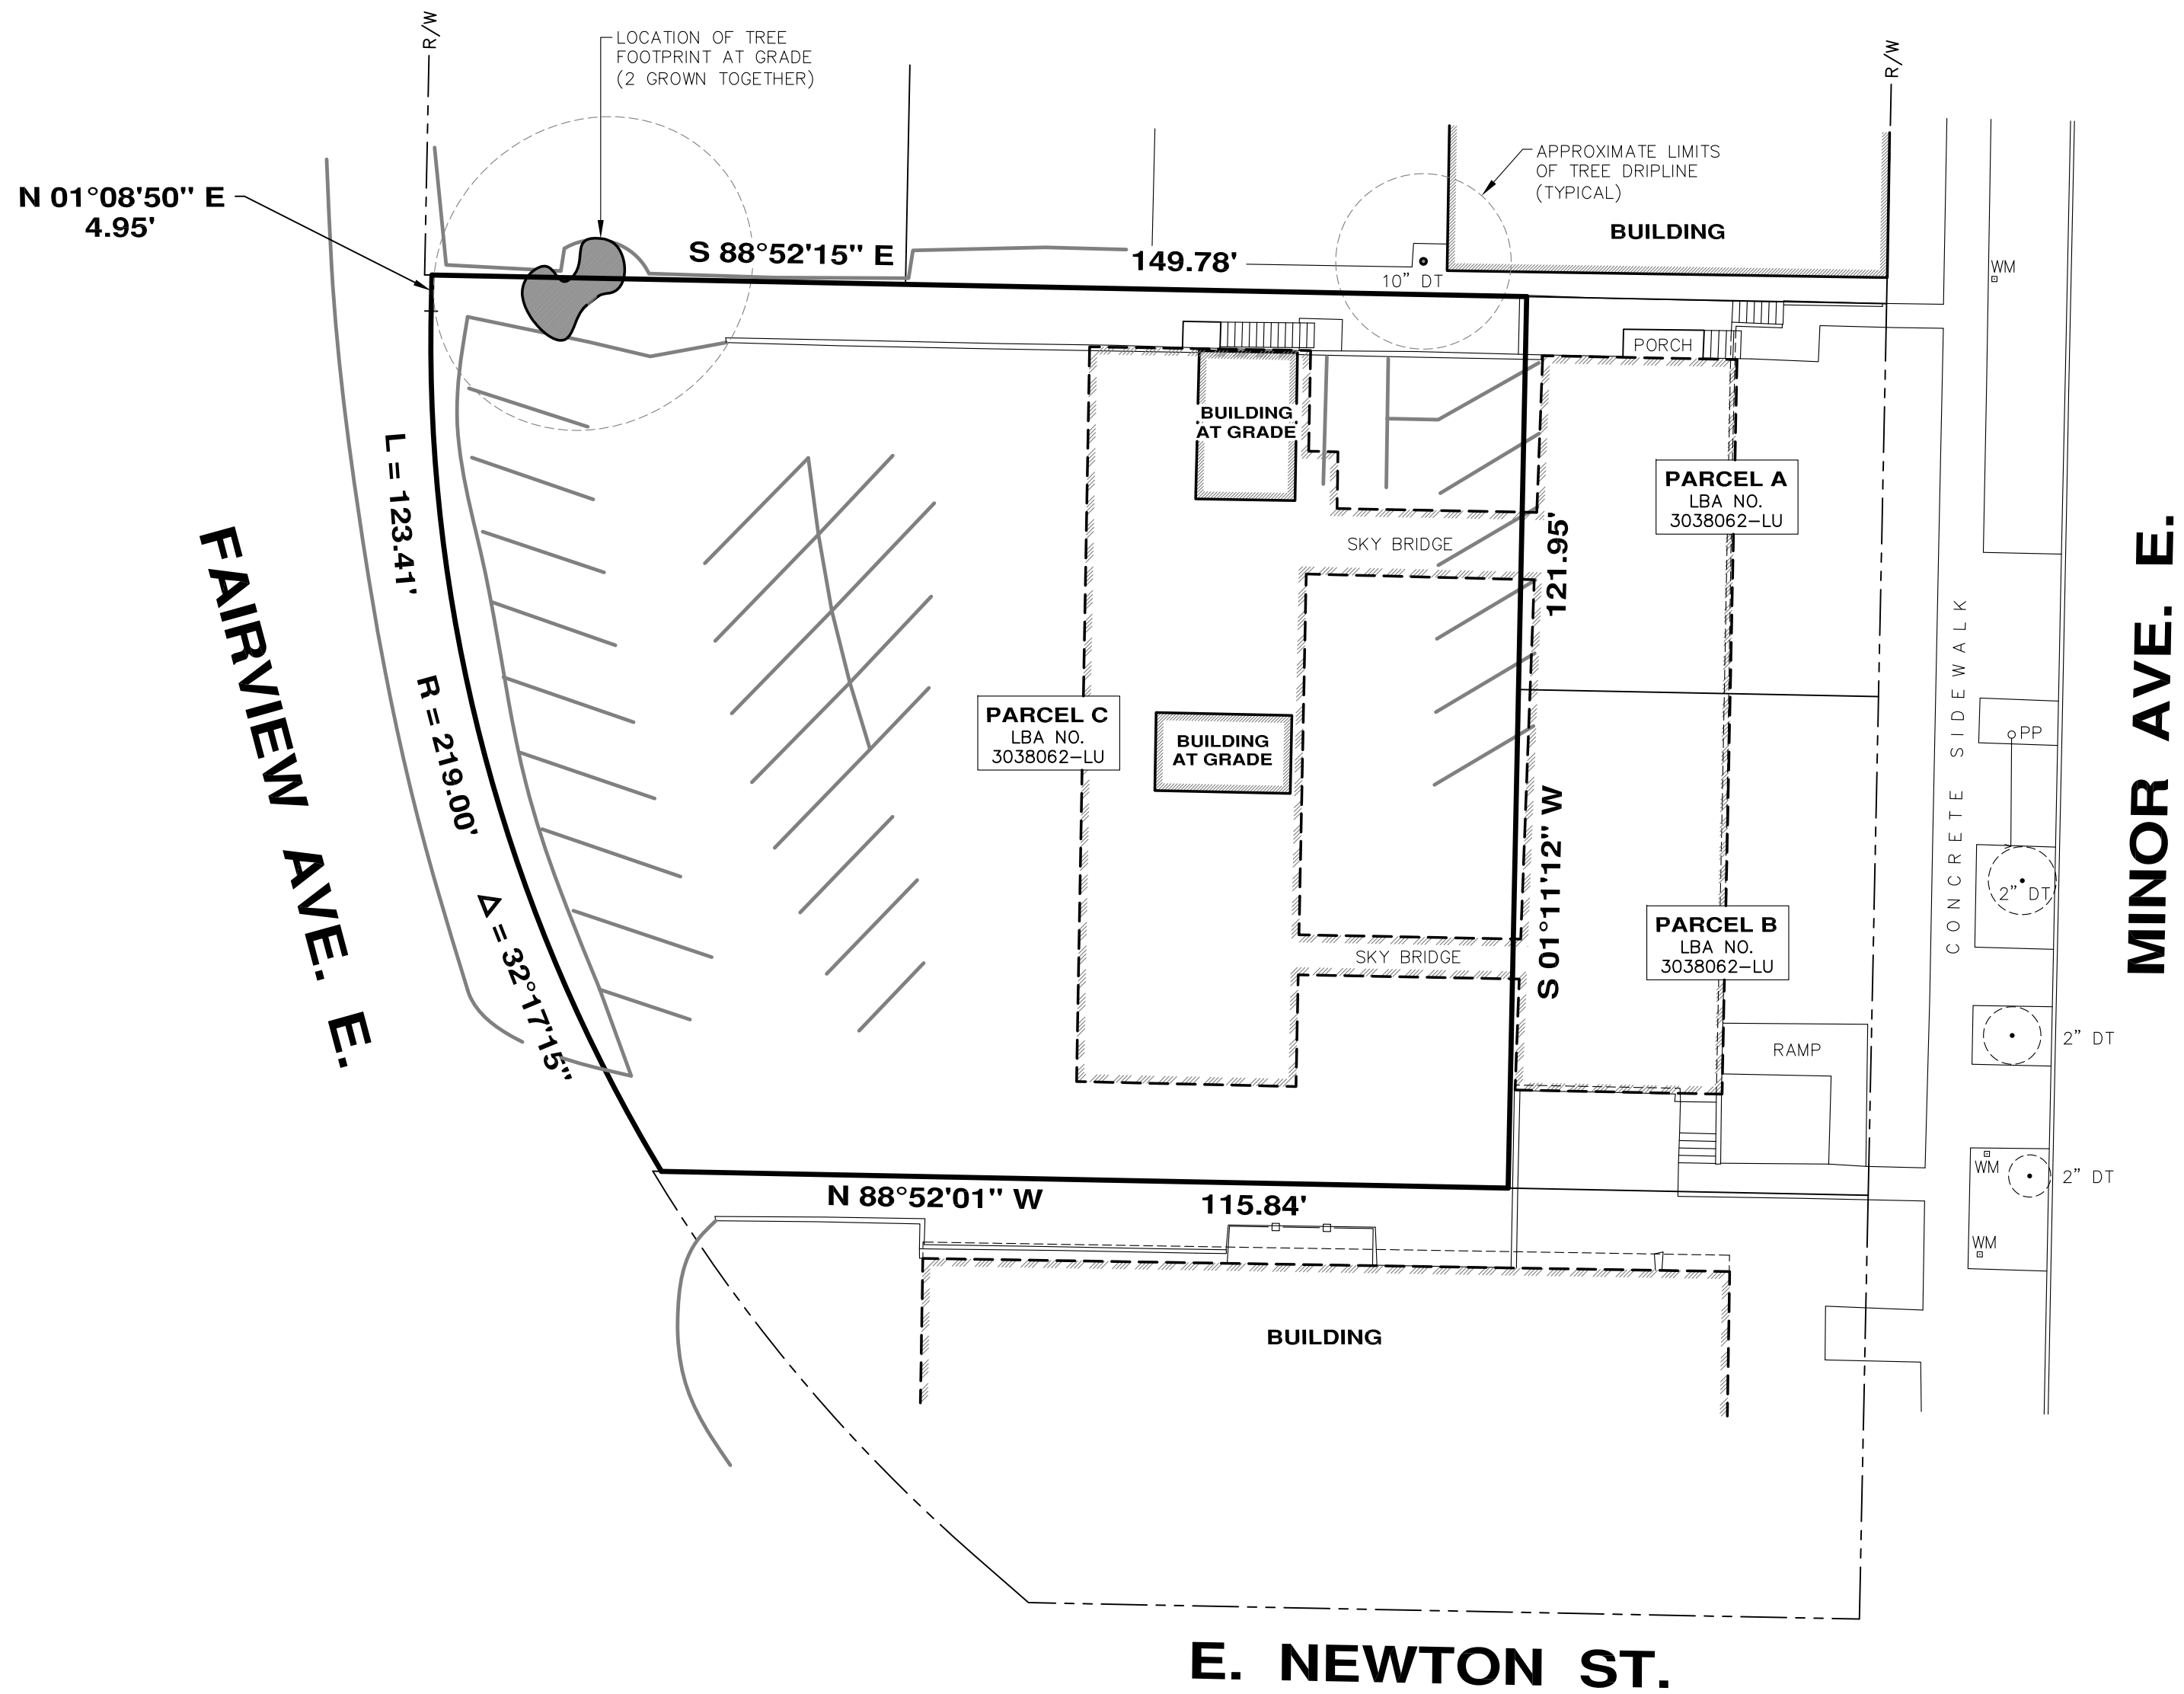 R/W
LOCATION OF TREE
FOOTPRINT AT GRADE
(2 GROWN TOGETHER)
R/W
APPROXIMATE LIMITS
OF TREE DRIPLINE
(TYPICAL)
N 01°08'50" E
4.95'
S 88°52'15" E
149.78'
BUILDING
10" DT
WM
PORCH
BUILDING
AT GRADE
L = 123.41'
PARCEL A
LBA NO.
3038062-LU
SKY BRIDGE
121.95'
FAIRVIEW AVE. E.
R = 219.00'
PARCEL C
LBA NO.
3038062-LU
BUILDING
AT GRADE
CONCRETE SIDEWALK
PP
MINOR AVE. E.
S 01°11'12" W
2" DT
Δ = 32°17'15"
PARCEL B
LBA NO.
3038062-LU
SKY BRIDGE
RAMP
2" DT
WM
2" DT
N 88°52'01" W
115.84'
WM
BUILDING
E. NEWTON ST.